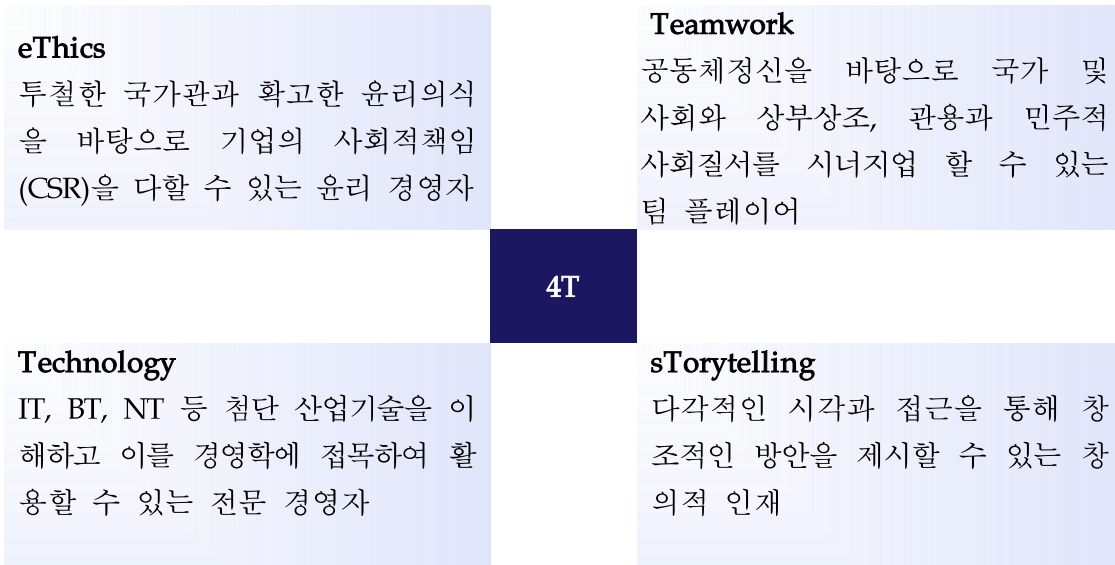 eThics
투철한 국가관과 확고한 윤리의식
을 바탕으로 기업의 사회적책임
(CSR)을 다할 수 있는 윤리 경영자
Teamwork
공동체정신을 바탕으로 국가 및
사회와 상부상조, 관용과 민주적
사회질서를 시너지업 할 수 있는
팀 플레이어
4T
Technology
IT, BT, NT 등 첨단 산업기술을 이
해하고 이를 경영학에 접목하여 활
용할 수 있는 전문 경영자
sTorytelling
다각적인 시각과 접근을 통해 창
조적인 방안을 제시할 수 있는 창
의적 인재